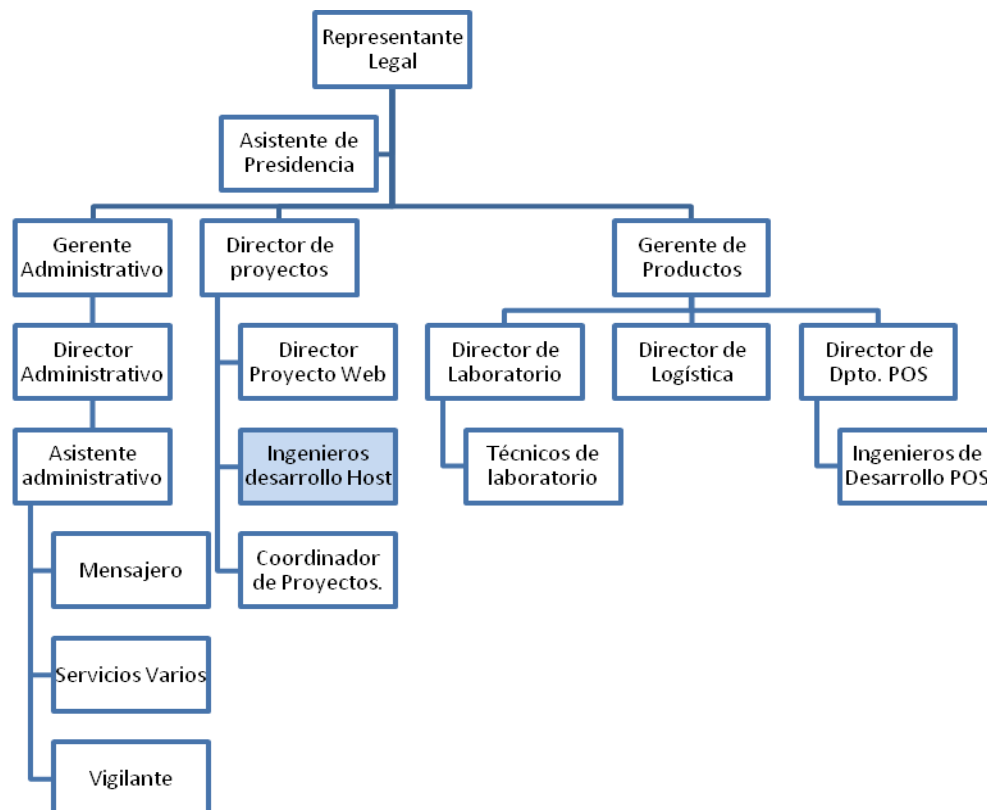 Representante
Legal
Asistente de
Presidencia
Gerente
Administrativo
Director de
proyectos
Gerente de
Productos
Director
Administrativo
Director
Proyecto Web
Director de
Laboratorio
Director de
Logística
Director de
Dpto. POS
Asistente
administrativo
Ingenieros
desarrollo Host
Técnicos de
laboratorio
Ingenieros de
Desarrollo POS
Mensajero
Coordinador
de Proyectos.
Servicios Varios
Vigilante